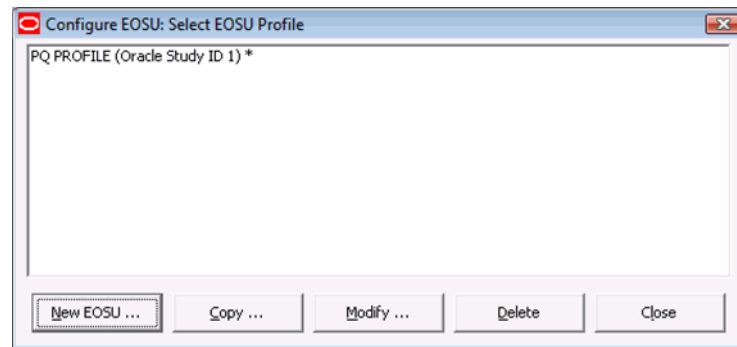 Configure EOSU: Select EOSU Profile
PQ PROFILE (Oracle Study ID 1) *
New EOSU ...
Copy ...
Modify ...
Delete
Close